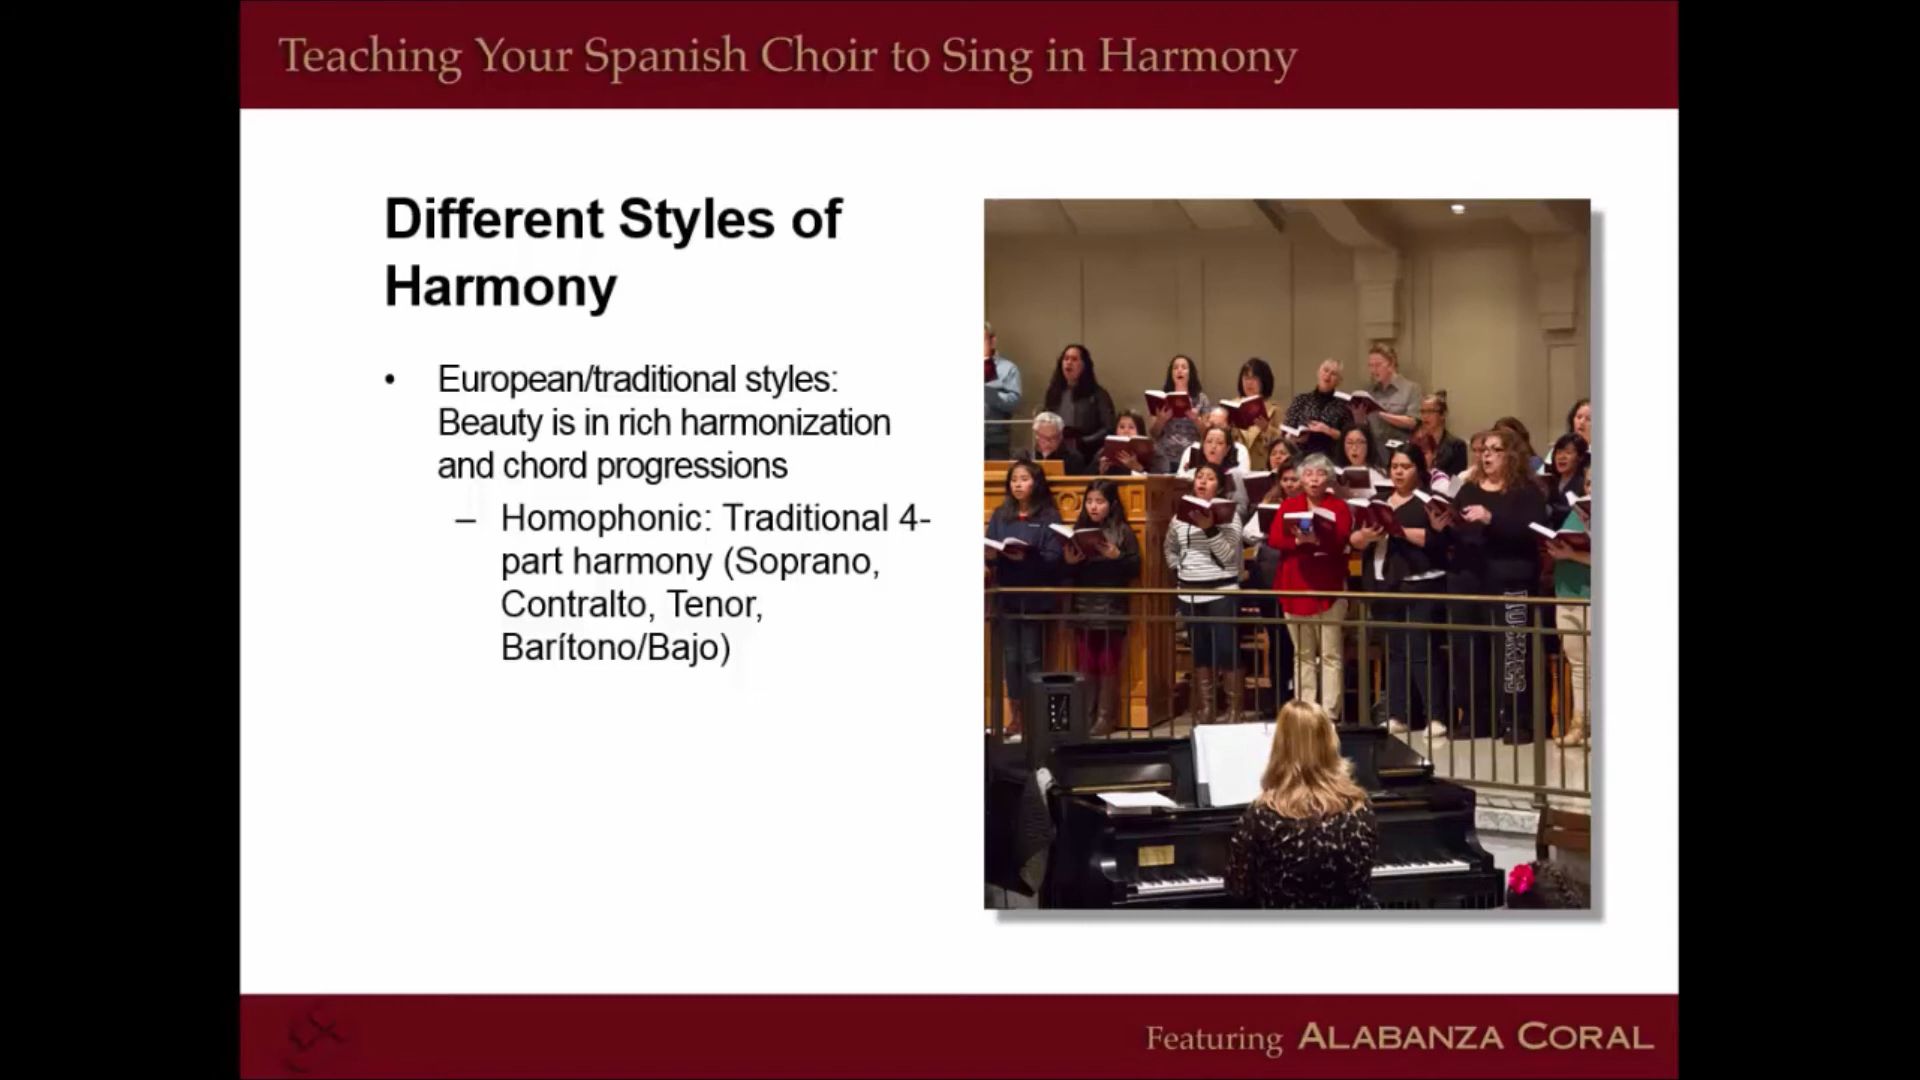 Teaching Your Spanish Choir to Sing in Harmony
Different Styles of
Harmony
• European/traditional styles:
Beauty is in rich harmonization
and chord progressions
– Homophonic: Traditional 4-
part harmony (Soprano,
Contralto, Tenor,
Barítono/Bajo)
Featuring ALABANZA CORAL